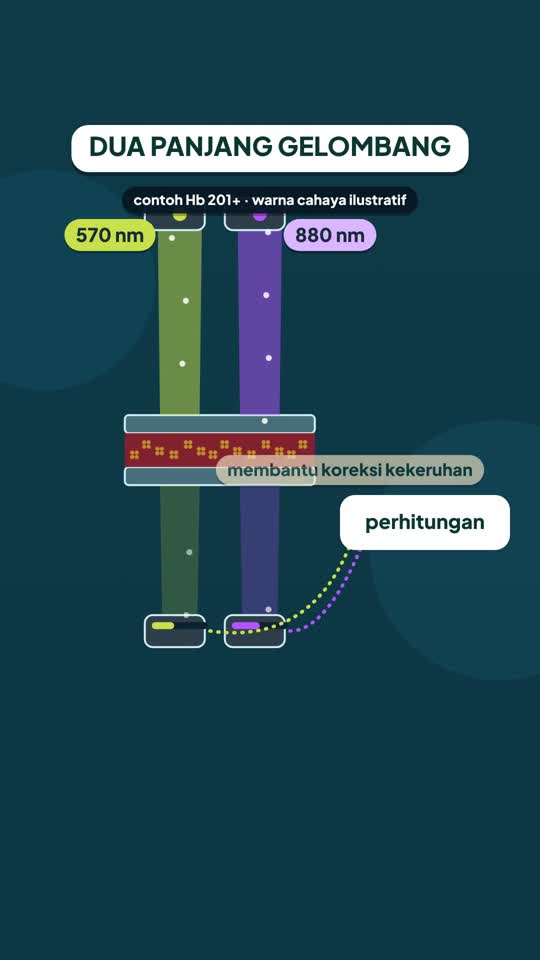 DUA PANJANG GELOMBANG
contoh Hb 201+ · warna cahaya ilustratif
570 nm
880 nm
membantu koreksi kekeruhan
perhitungan